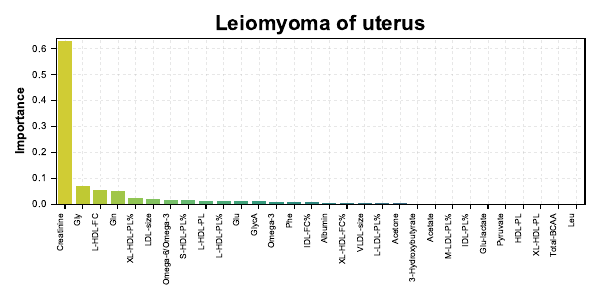 Leiomyoma of uterus
Importance
0.6
0.5
0.4
0.3
0.2
0.1
0.0
Creatinine
Gly
L-HDL-FC
Gln
XL-HDL-PL%
LDL-size
Omega-6/Omega-3
S-HDL-PL%
L-HDL-PL
L-HDL-PL%
Glu
GlycA
Omega-3
Phe
IDL-FC%
Albumin
XL-HDL-FC%
VLDL-size
L-LDL-PL%
Acetone
3-Hydroxybutyrate
Acetate
M-LDL-PL%
IDL-PL%
Glu-lactate
Pyruvate
HDL-PL
XL-HDL-PL
Total-BCAA
Leu